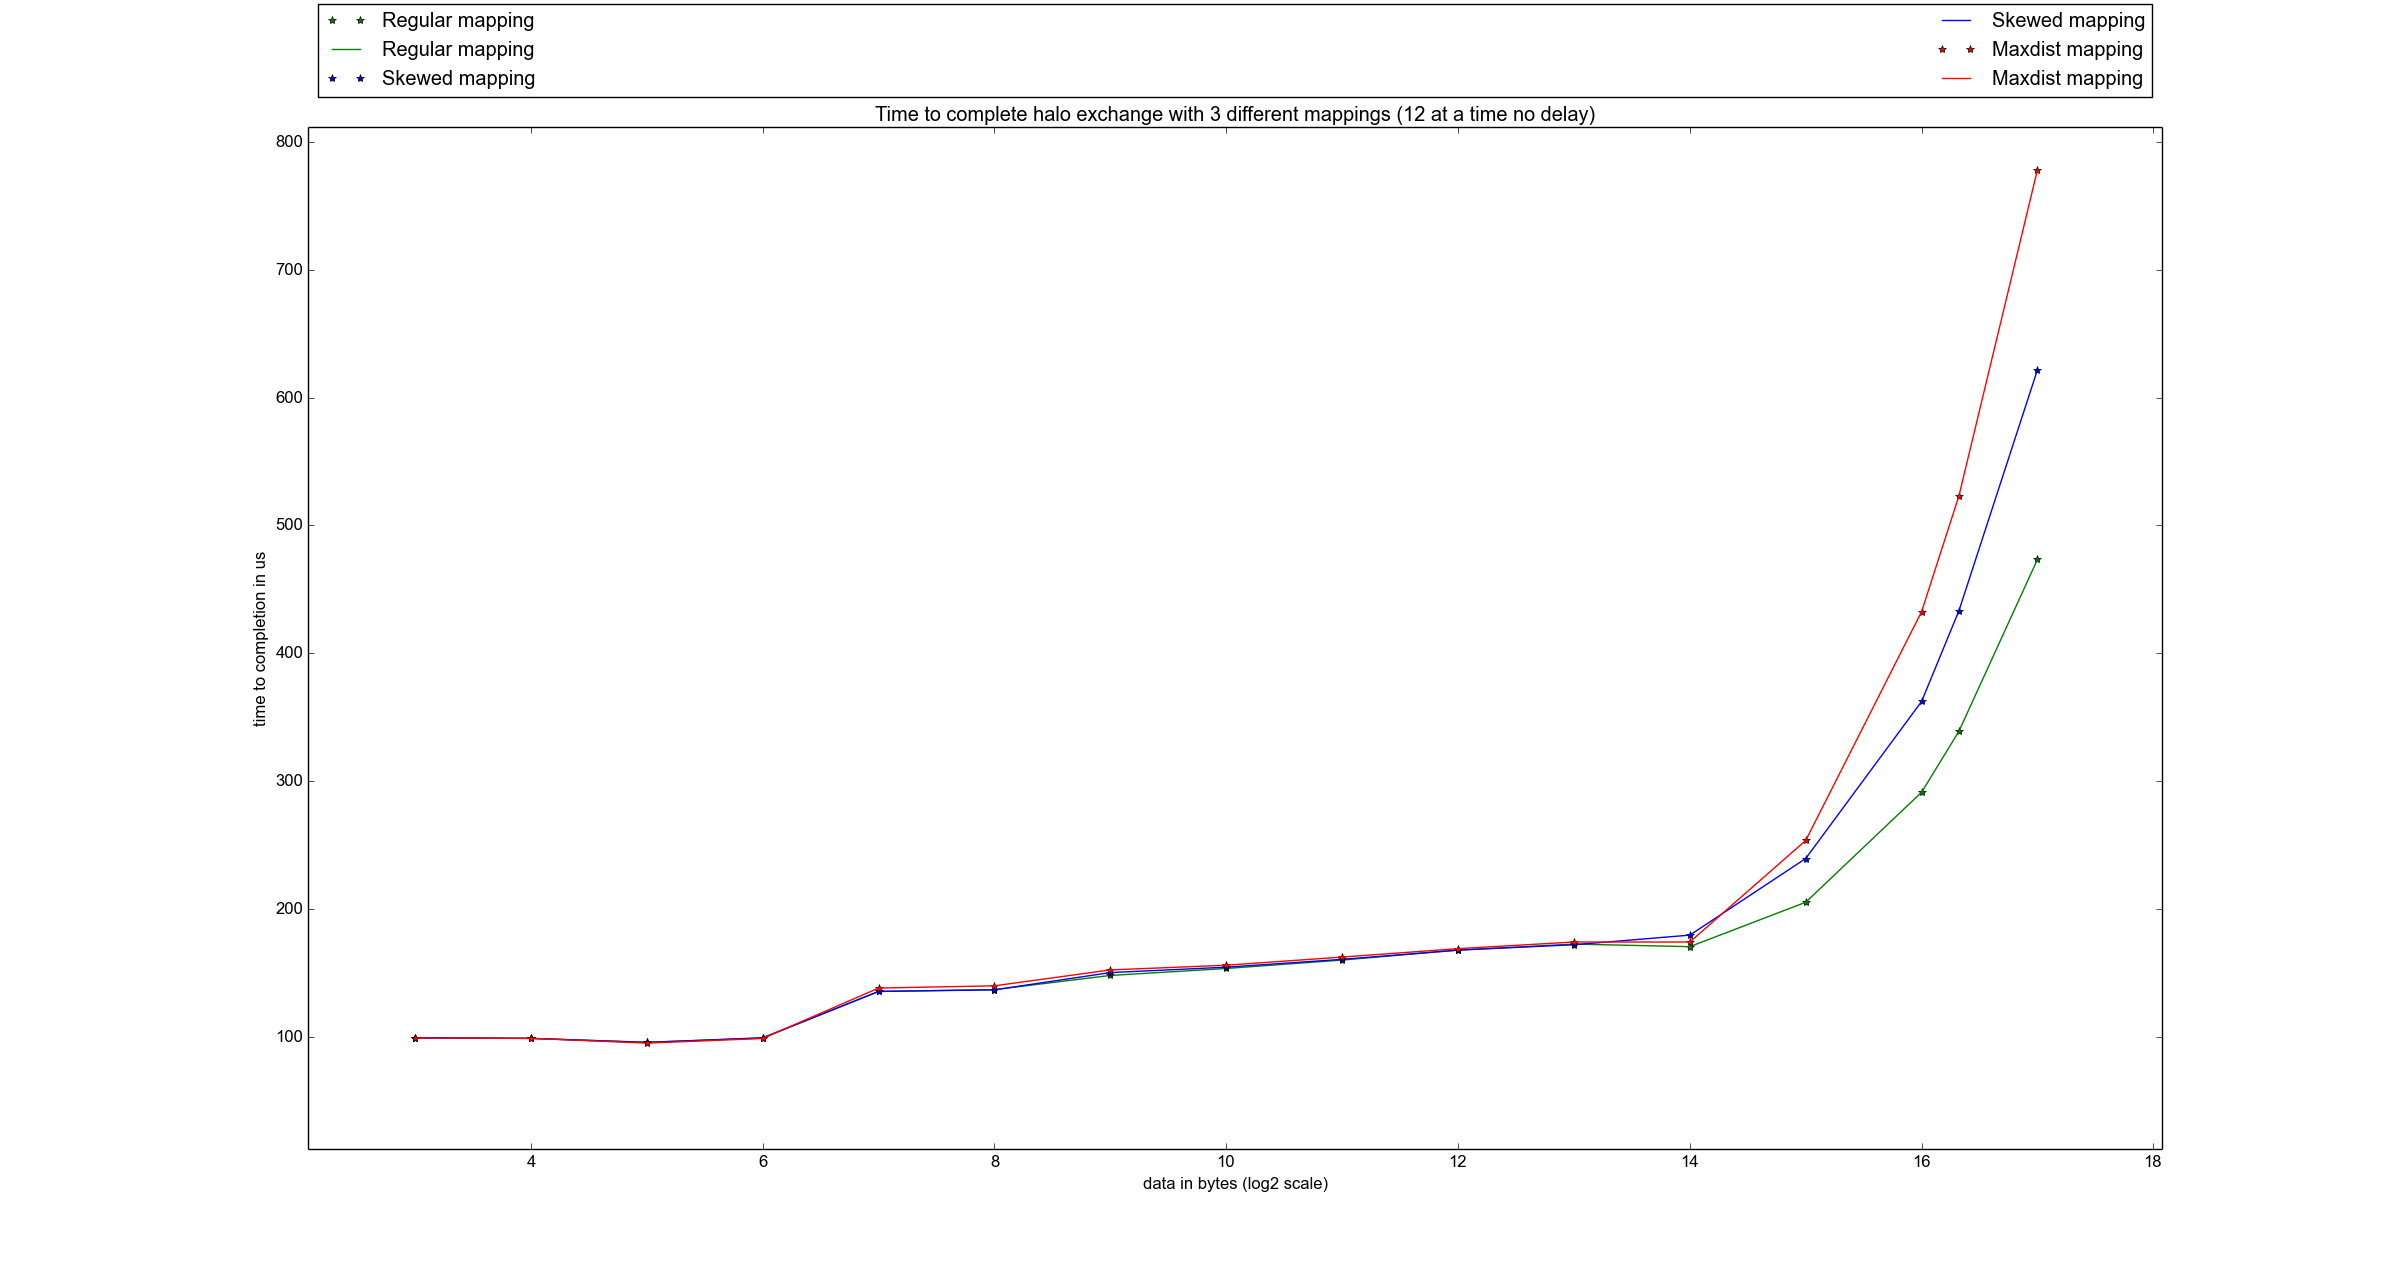 Regular mapping
Regular mapping
Skewed mapping
Skewed mapping
Maxdist mapping
Maxdist mapping
Time to complete halo exchange with 3 different mappings (12 at a time no delay)
800
700
600
500
400
300
200
100
time to completion in us
4 6 8 10 12 14 16 18
data in bytes (log2 scale)